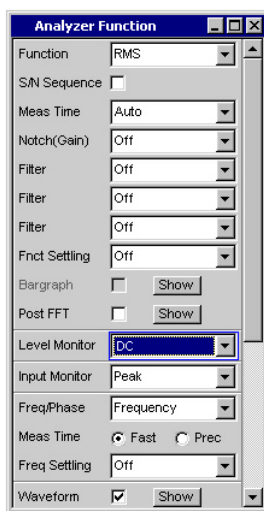 Analyzer Function
Function RMS
S/N Sequence
Meas Time Auto
Notch(Gain) Off
Filter Off
Filter Off
Filter Off
Fnct Settling Off
Bargraph Show
Post FFT Show
Level Monitor DC
Input Monitor Peak
Freq/Phase Frequency
Meas Time Fast Prec
Freq Settling Off
Waveform Show